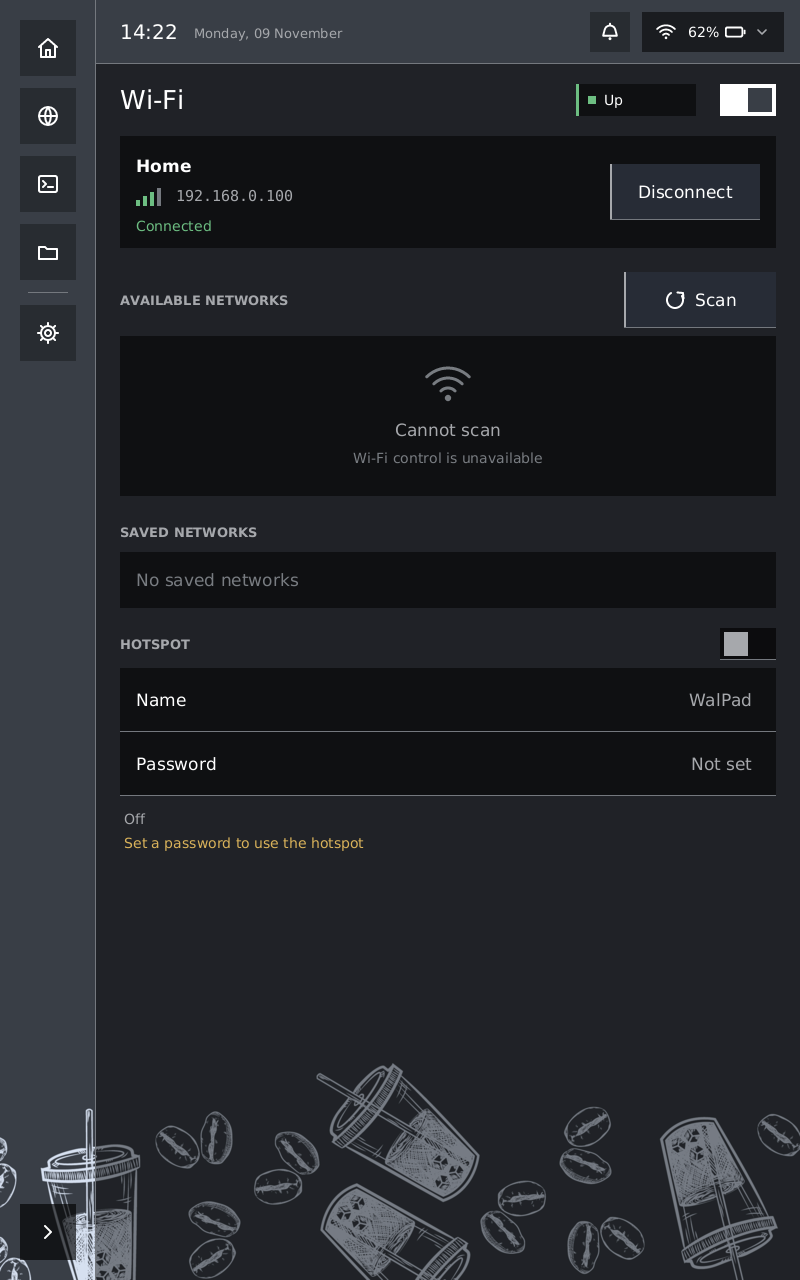 14:22 Monday, 09 November 62%
Wi-Fi Up
Home
192.168.0.100
Connected
Disconnect
AVAILABLE NETWORKS Scan
Cannot scan
Wi-Fi control is unavailable
SAVED NETWORKS
No saved networks
HOTSPOT
Name WalPad
Password Not set
Off
Set a password to use the hotspot